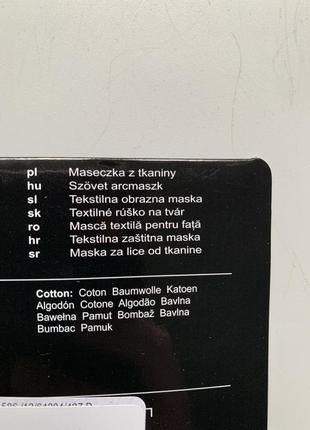 pl Maseczka z tkaniny
hu Szövet arcmaszk
sl Tekstilna obrazna maska
sk Textilné rúško na tvár
ro Mască textilă pentru față
hr Tekstilna zaštitna maska
sr Maska za lice od tkanine
Cotton: Coton Baumwolle Katoen
Algodón Cotone Algodão Bavlna
Bawełna Pamut Bombaž Bavlna
Bumbac Pamuk